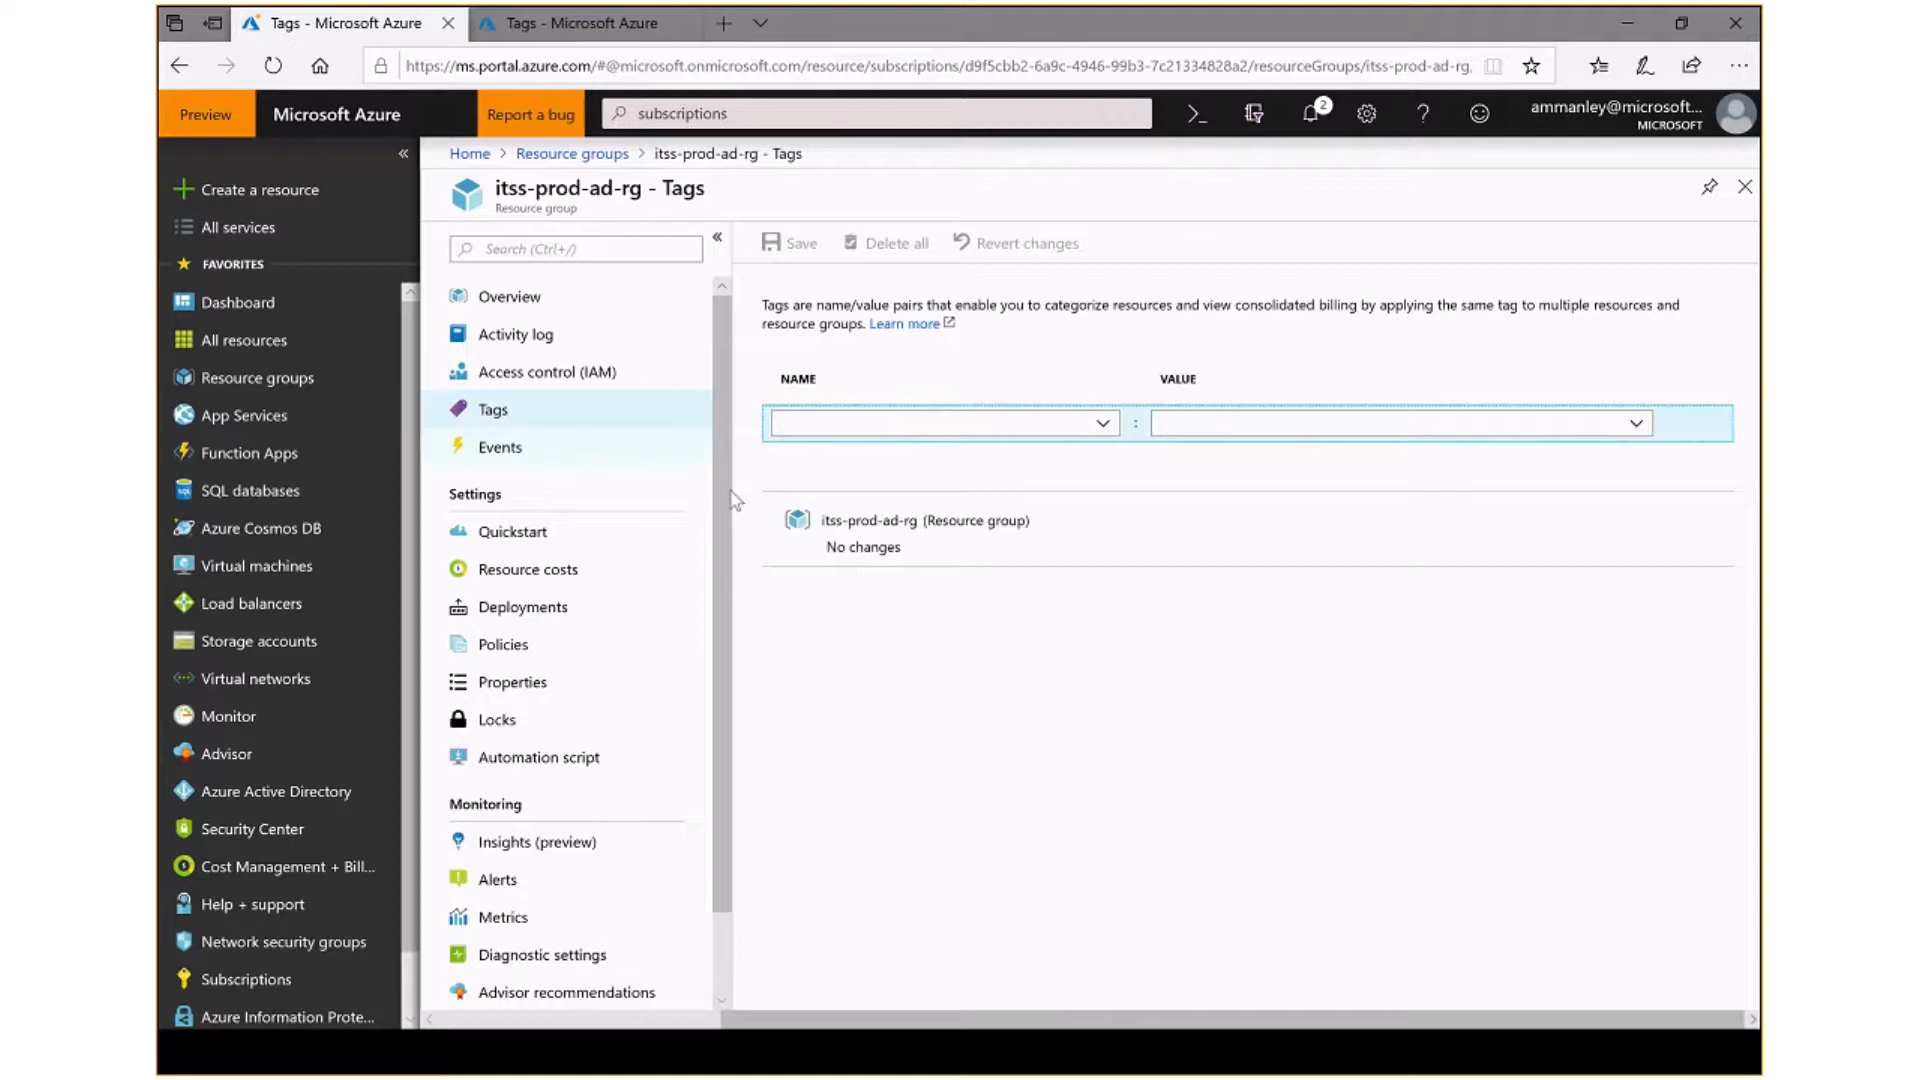 Tags - Microsoft Azure
Tags - Microsoft Azure
https://ms.portal.azure.com/#@microsoft.onmicrosoft.com/resource/subscriptions/d9f5cbb2-6a9c-4946-99b3-7c21334828a2/resourceGroups/itss-prod-ad-rg,
Preview
Microsoft Azure
Report a bug
subscriptions
2
ammanley@microsoft...
MICROSOFT
Home > Resource groups > itss-prod-ad-rg - Tags
itss-prod-ad-rg - Tags
Resource group
Create a resource
All services
FAVORITES
Dashboard
All resources
Resource groups
App Services
Function Apps
SQL databases
Azure Cosmos DB
Virtual machines
Load balancers
Storage accounts
Virtual networks
Monitor
Advisor
Azure Active Directory
Security Center
Cost Management + Bill...
Help + support
Network security groups
Subscriptions
Azure Information Prote...
Search (Ctrl+/)
Overview
Activity log
Access control (IAM)
Tags
Events
Settings
Quickstart
Resource costs
Deployments
Policies
Properties
Locks
Automation script
Monitoring
Insights (preview)
Alerts
Metrics
Diagnostic settings
Advisor recommendations
Save
Delete all
Revert changes
Tags are name/value pairs that enable you to categorize resources and view consolidated billing by applying the same tag to multiple resources and
resource groups. Learn more
NAME
VALUE
:
itss-prod-ad-rg (Resource group)
No changes